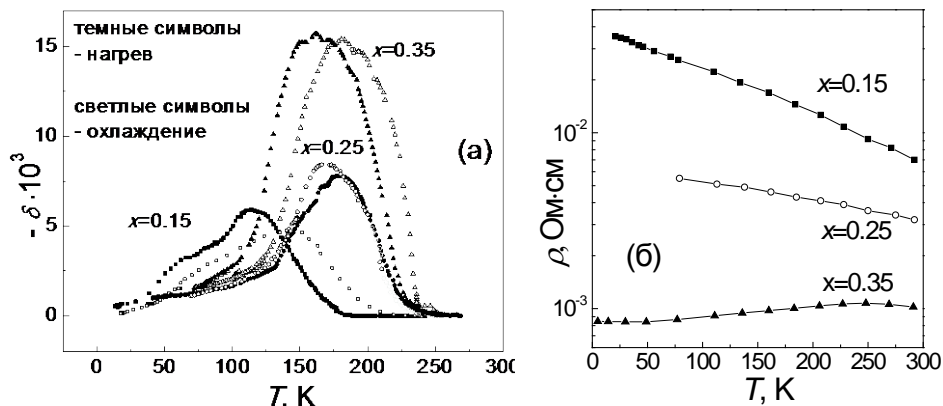 темные символы
- нагрев
светлые символы
- охлаждение
x=0.35
(а)
x=0.25
x=0.15
- δ·10³
15
10
5
0
0 50 100 150 200 250 300
T, K
x=0.15
x=0.25
(б)
x=0.35
ρ, Ом·см
10⁻²
10⁻³
0 50 100 150 200 250 300
T, K